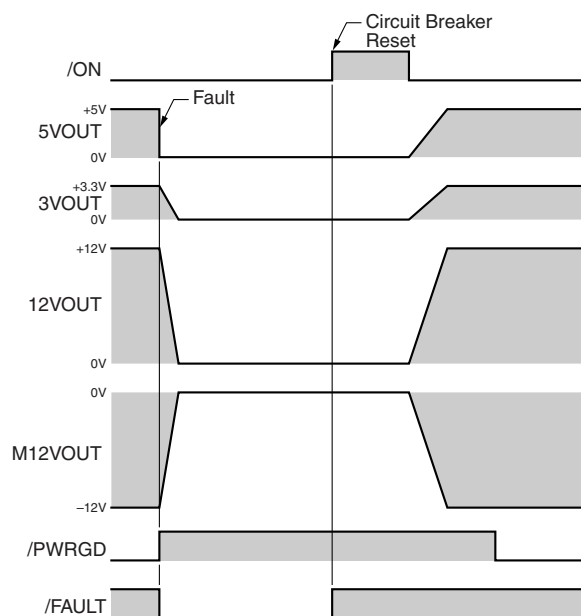 Circuit Breaker
Reset
/ON
Fault
+5V
5VOUT
0V
+3.3V
3VOUT
0V
+12V
12VOUT
0V
0V
M12VOUT
–12V
/PWRGD
/FAULT